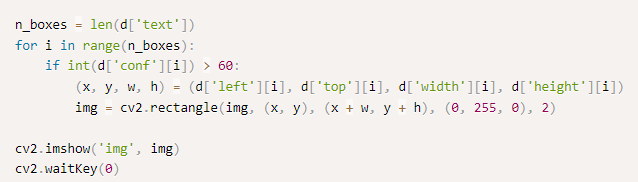 n_boxes = len(d['text'])
for i in range(n_boxes):
    if int(d['conf'][i]) > 60:
        (x, y, w, h) = (d['left'][i], d['top'][i], d['width'][i], d['height'][i])
        img = cv2.rectangle(img, (x, y), (x + w, y + h), (0, 255, 0), 2)

cv2.imshow('img', img)
cv2.waitKey(0)